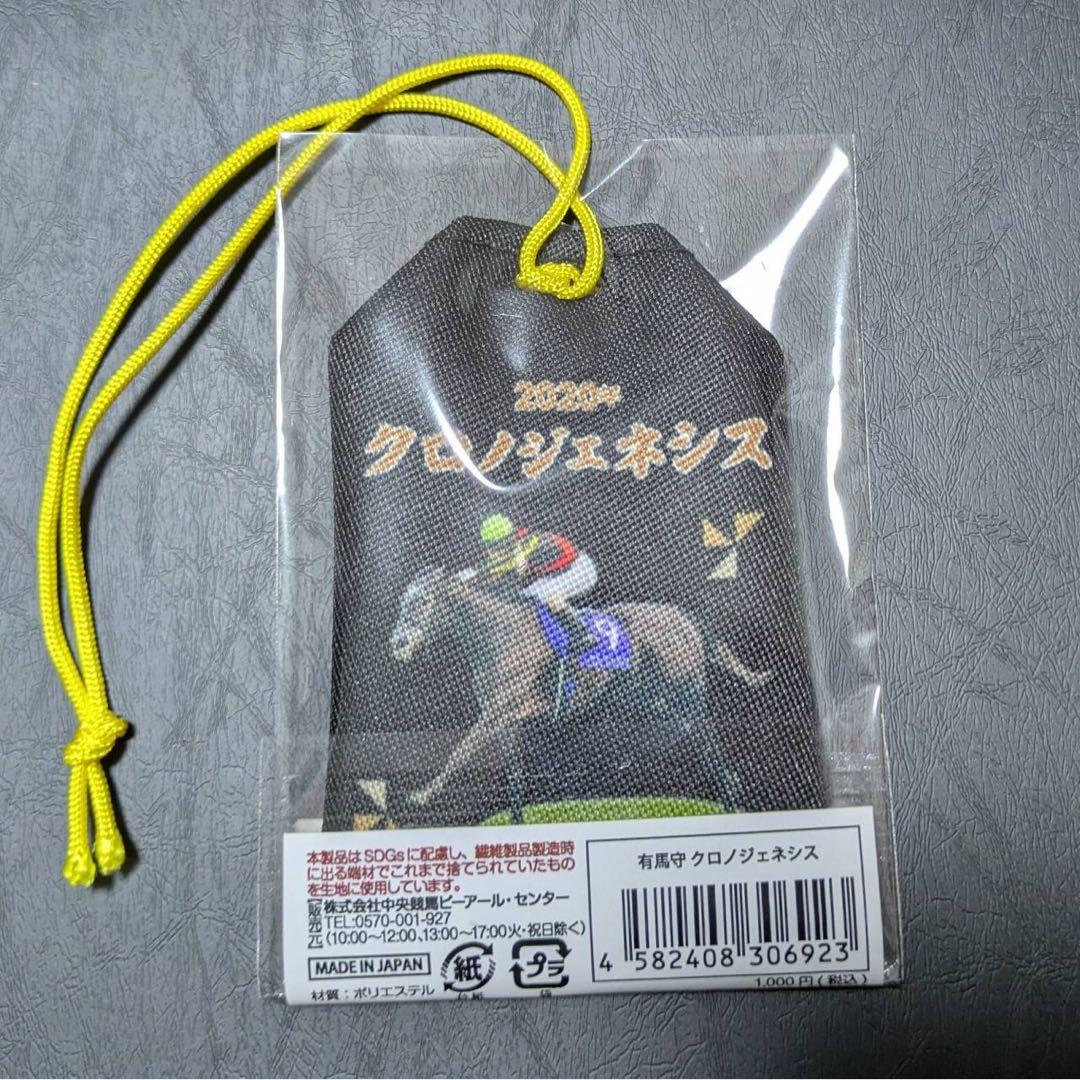 2020年
クロノジェネシス
9
本製品はSDGsに配慮し、繊維製品製造時
に出る端材でこれまで捨てられていたもの
を生地に使用しています。
[販売元]株式会社中央競馬ピーアール・センター
TEL:0570-001-927
(10:00〜12:00、13:00〜17:00火・祝日除く)
MADE IN JAPAN
紙
プラ
台紙
袋
材質:ポリエステル
有馬守 クロノジェネシス
4 582408 306923
1,000円(税込)